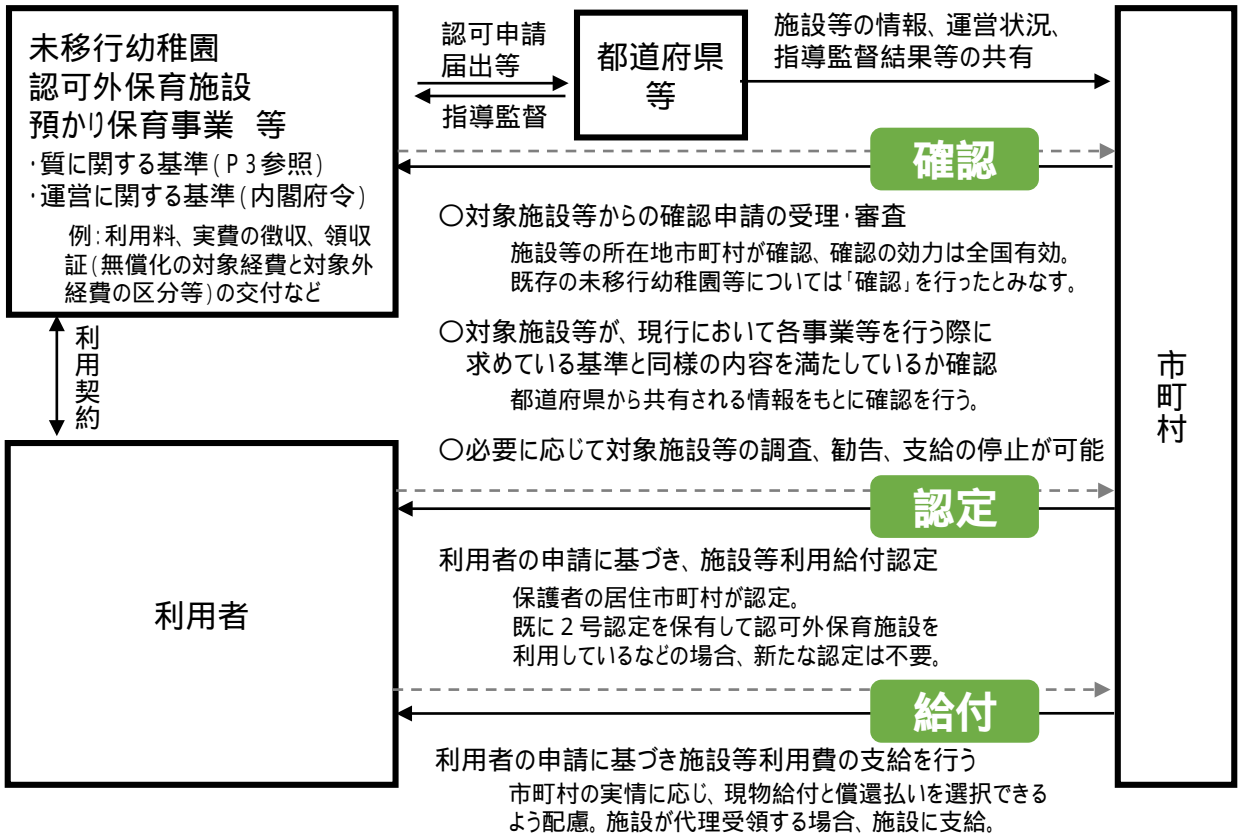 未移行幼稚園
認可外保育施設
預かり保育事業 等
・質に関する基準(P3参照)
・運営に関する基準(内閣府令)
例:利用料、実費の徴収、領収
証(無償化の対象経費と対象外
経費の区分等)の交付など
認可申請
届出等
指導監督
都道府県
等
施設等の情報、運営状況、
指導監督結果等の共有
確認
〇対象施設等からの確認申請の受理・審査
施設等の所在地市町村が確認、確認の効力は全国有効。
既存の未移行幼稚園等については「確認」を行ったとみなす。
〇対象施設等が、現行において各事業等を行う際に
求めている基準と同様の内容を満たしているか確認
都道府県から共有される情報をもとに確認を行う。
〇必要に応じて対象施設等の調査、勧告、支給の停止が可能
利用契約
市町村
利用者
認定
利用者の申請に基づき、施設等利用給付認定
保護者の居住市町村が認定。
既に2号認定を保有して認可外保育施設を
利用しているなどの場合、新たな認定は不要。
給付
利用者の申請に基づき施設等利用費の支給を行う
市町村の実情に応じ、現物給付と償還払いを選択できる
よう配慮。施設が代理受領する場合、施設に支給。